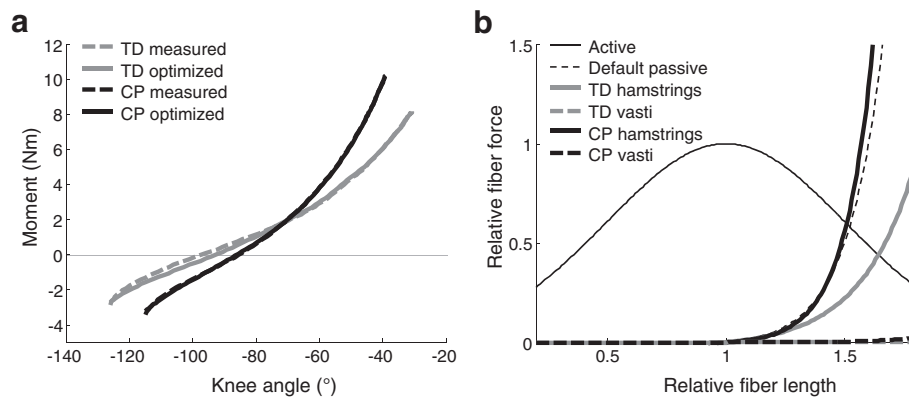 a
12
10
8
6
4
2
0
-2
-4
-140
-120
-100
-80
-60
-40
-20
Moment (Nm)
Knee angle (°)
TD measured
TD optimized
CP measured
CP optimized
b
1.5
1
0.5
0
0.5
1
1.5
Relative fiber force
Relative fiber length
Active
Default passive
TD hamstrings
TD vasti
CP hamstrings
CP vasti